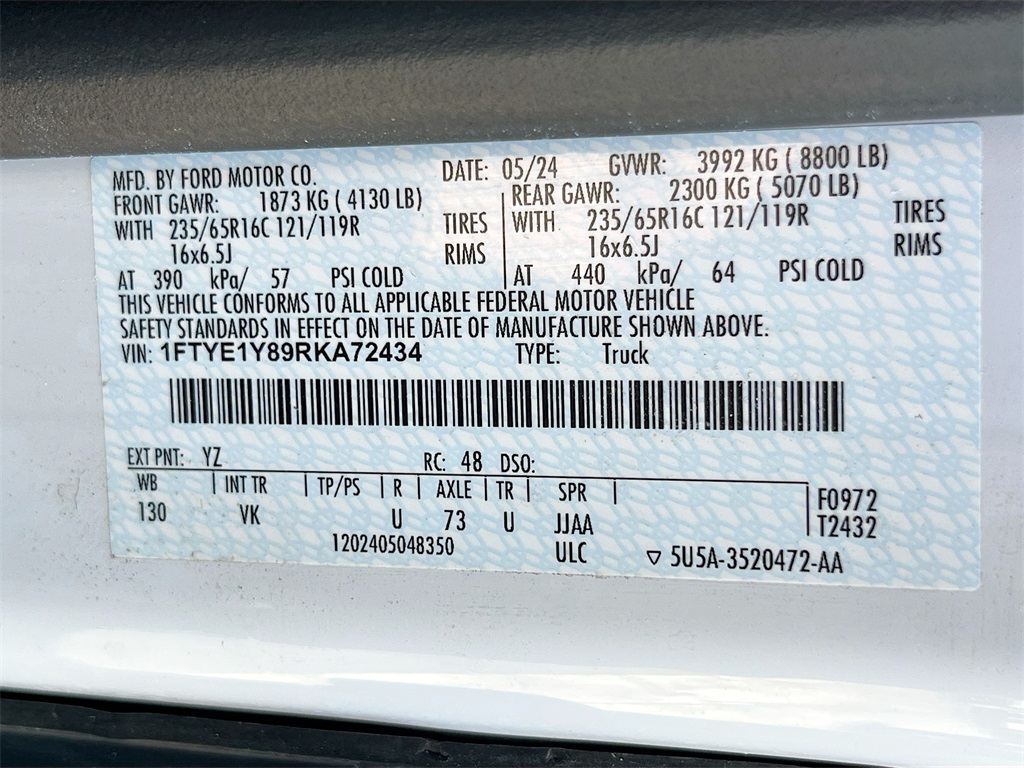 MFD. BY FORD MOTOR CO. DATE: 05/24 GVWR: 3992 KG ( 8800 LB)
FRONT GAWR: 1873 KG ( 4130 LB) REAR GAWR: 2300 KG ( 5070 LB)
WITH 235/65R16C 121/119R TIRES WITH 235/65R16C 121/119R TIRES
16x6.5J RIMS 16x6.5J RIMS
AT 390 kPa/ 57 PSI COLD AT 440 kPa/ 64 PSI COLD
THIS VEHICLE CONFORMS TO ALL APPLICABLE FEDERAL MOTOR VEHICLE
SAFETY STANDARDS IN EFFECT ON THE DATE OF MANUFACTURE SHOWN ABOVE.
VIN: 1FTYE1Y89RKA72434 TYPE: Truck
EXT PNT: YZ RC: 48 DSO:
WB INT TR TP/PS R AXLE TR SPR F0972
130 VK U 73 U JJAA T2432
1202405048350 ULC ▽ 5U5A-3520472-AA